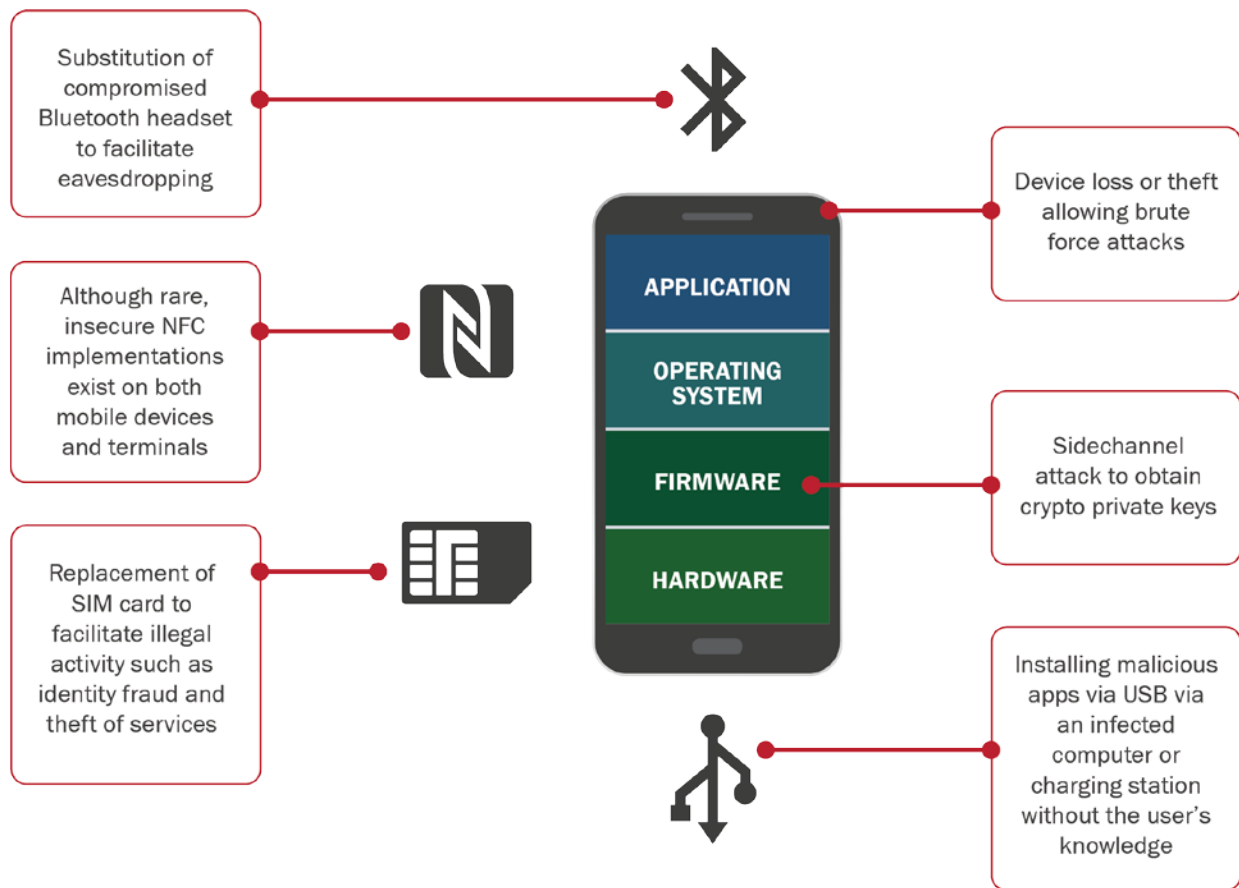 Substitution of
compromised
Bluetooth headset
to facilitate
eavesdropping
Although rare,
insecure NFC
implementations
exist on both
mobile devices
and terminals
Replacement of
SIM card to
facilitate illegal
activity such as
identity fraud and
theft of services
APPLICATION
OPERATING
SYSTEM
FIRMWARE
HARDWARE
Device loss or theft
allowing brute
force attacks
Sidechannel
attack to obtain
crypto private keys
Installing malicious
apps via USB via
an infected
computer or
charging station
without the user's
knowledge